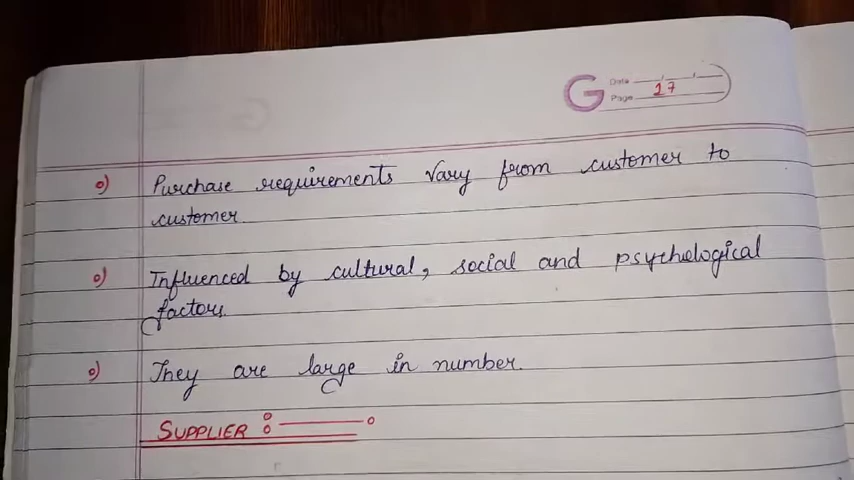 G
Date
Page 17
o) Purchase requirements vary from customer to
customer
o) Influenced by cultural, social and psychological
factors.
o) They are large in number.
SUPPLIER :